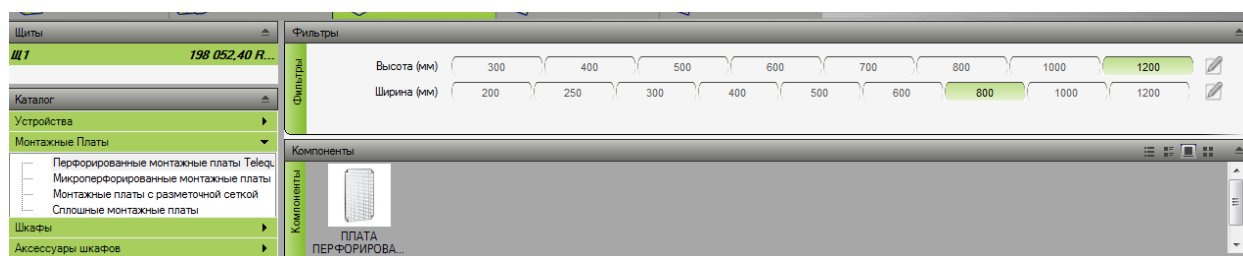 Щиты
Щ1 198 052,40 R...
Каталог
Устройства
Монтажные Платы
Перфорированные монтажные платы Telequ
Микроперфорированные монтажные платы
Монтажные платы с разметочной сеткой
Сплошные монтажные платы
Шкафы
Аксессуары шкафов
Фильтры
Фильтры
Высота (мм) 300 400 500 600 700 800 1000 1200
Ширина (мм) 200 250 300 400 500 600 800 1000 1200
Компоненты
Компоненты
ПЛАТА
ПЕРФОРИРОВА...